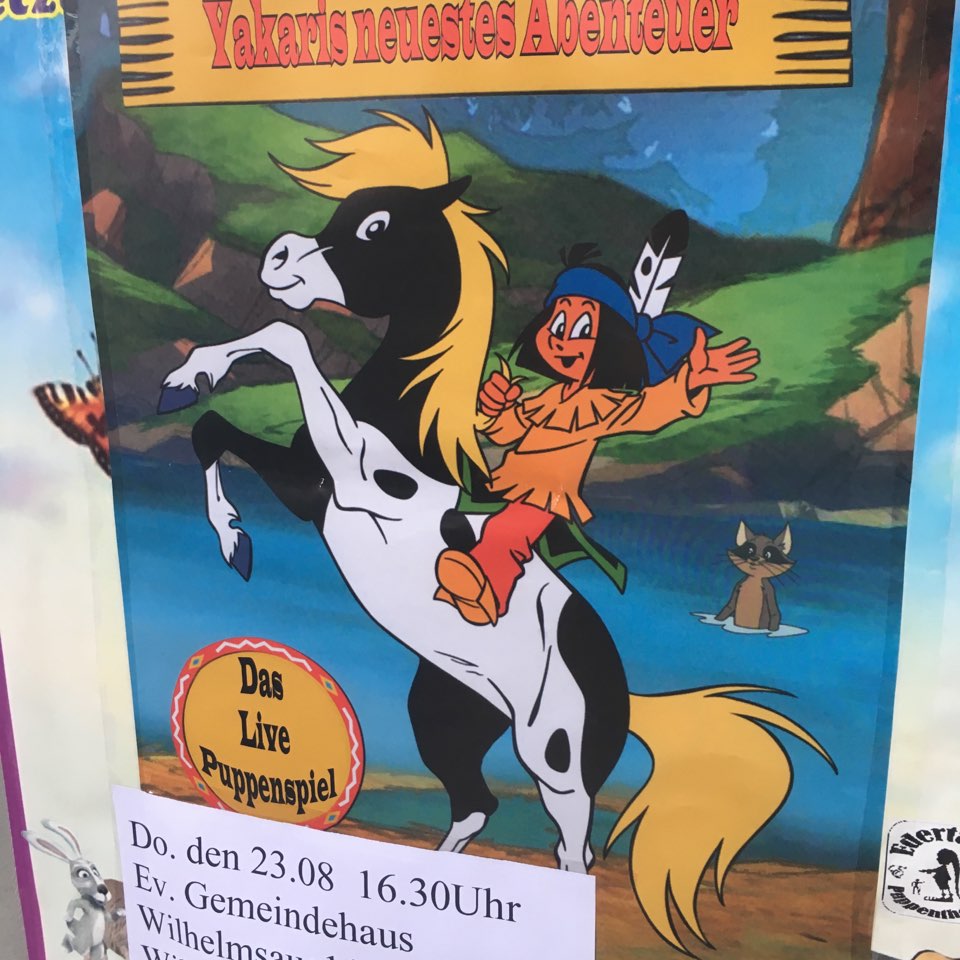 Yakaris neuestes Abenteuer
Das
Live
Puppenspiel
Do. den 23.08 16.30Uhr
Ev. Gemeindehaus
&